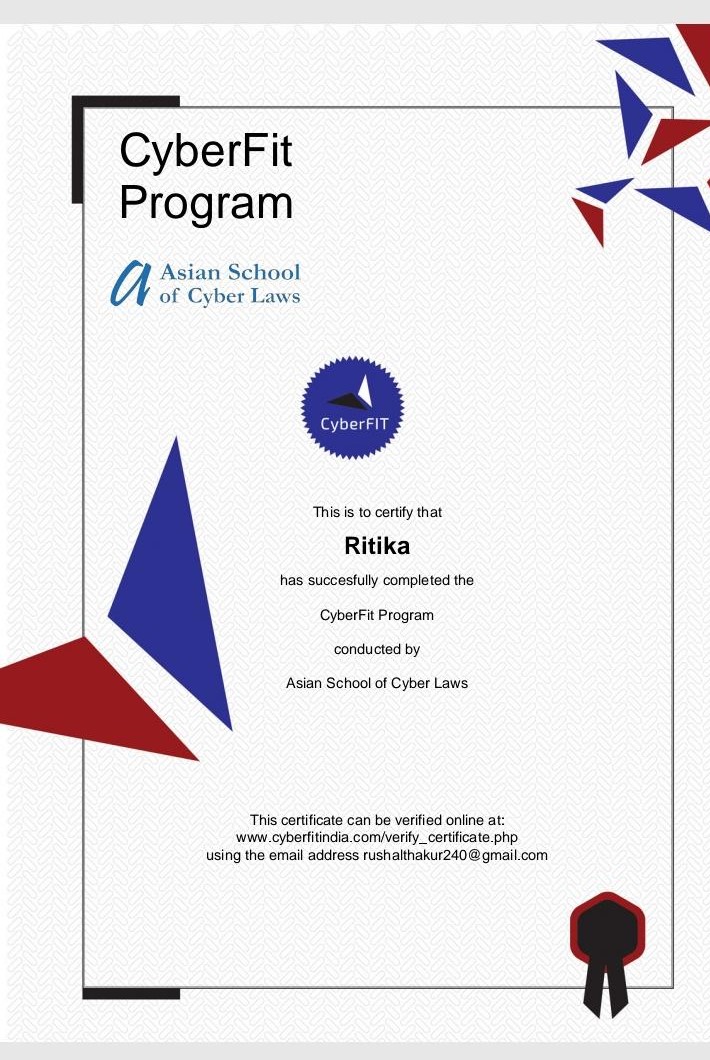 CyberFit
Program
Asian School
of Cyber Laws
CyberFIT
This is to certify that
Ritika
has succesfully completed the
CyberFit Program
conducted by
Asian School of Cyber Laws
This certificate can be verified online at:
www.cyberfitindia.com/verify_certificate.php
using the email address rushalthakur240@gmail.com